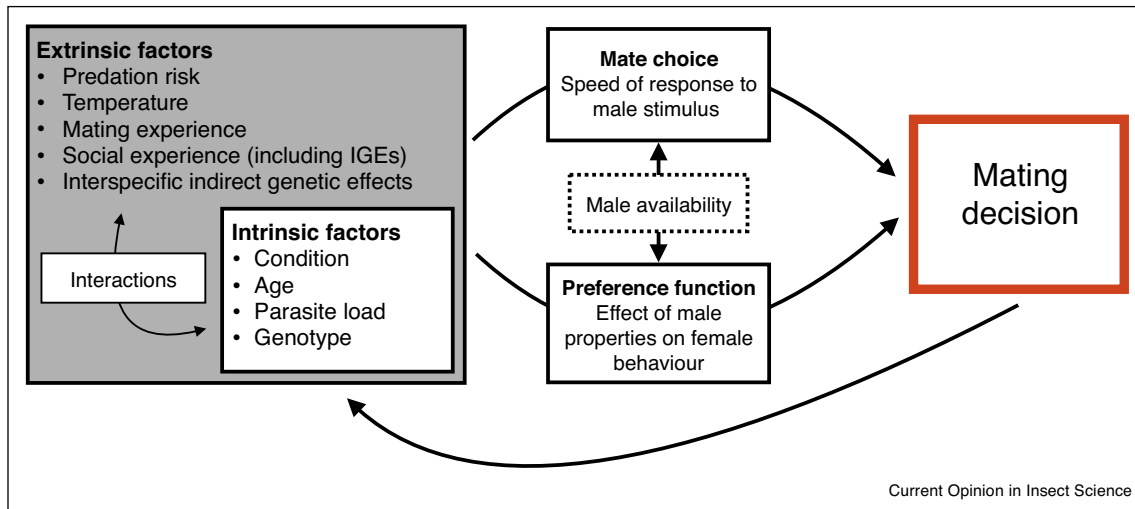 Extrinsic factors
• Predation risk
• Temperature
• Mating experience
• Social experience (including IGEs)
• Interspecific indirect genetic effects
Interactions
Intrinsic factors
• Condition
• Age
• Parasite load
• Genotype
Mate choice
Speed of response to
male stimulus
Male availability
Preference function
Effect of male
properties on female
behaviour
Mating
decision
Current Opinion in Insect Science